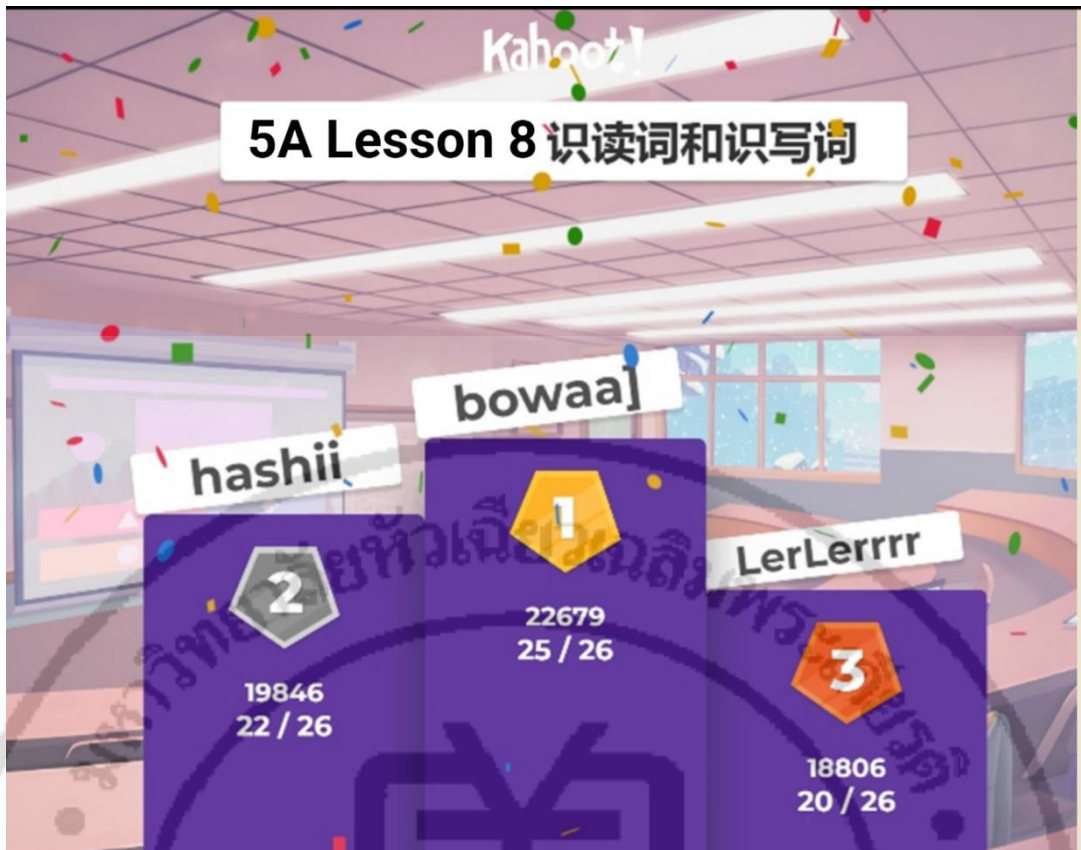 Kahoot!
5A Lesson 8 识读词和识写词
bowaa]
hashii
LerLerrrr
1
22679
25 / 26
2
19846
22 / 26
3
18806
20 / 26